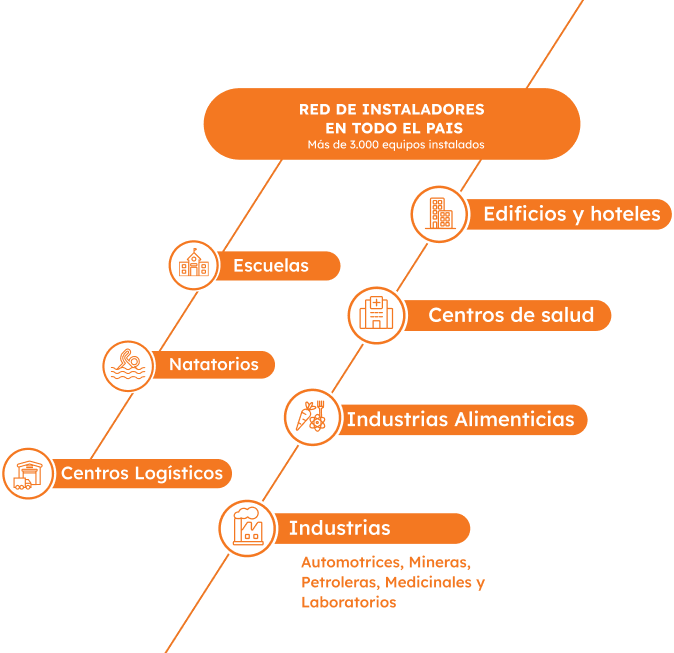 RED DE INSTALADORES
EN TODO EL PAIS
Más de 3.000 equipos instalados
Edificios y hoteles
Escuelas
Centros de salud
Natatorios
Industrias Alimenticias
Centros Logísticos
Industrias
Automotrices, Mineras,
Petroleras, Medicinales y
Laboratorios